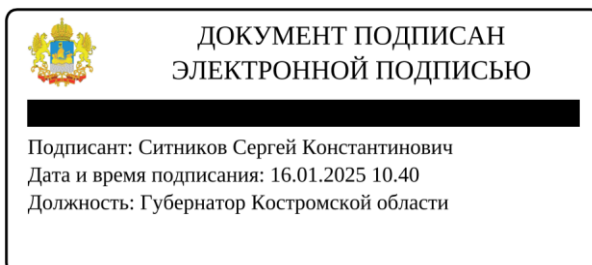 ДОКУМЕНТ ПОДПИСАН
ЭЛЕКТРОННОЙ ПОДПИСЬЮ
Подписант: Ситников Сергей Константинович
Дата и время подписания: 16.01.2025 10.40
Должность: Губернатор Костромской области